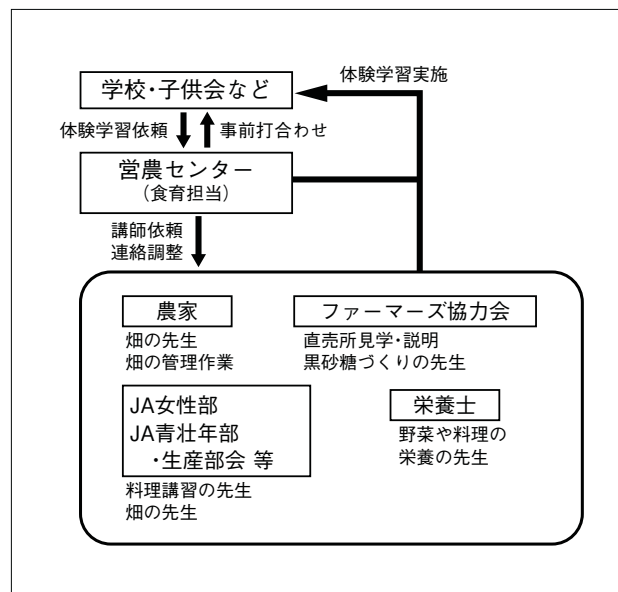 体験学習実施
学校・子供会など
体験学習依頼
事前打合わせ
営農センター
(食育担当)
講師依頼
連絡調整
農家
畑の先生
畑の管理作業
ファーマーズ協力会
直売所見学・説明
黒砂糖づくりの先生
JA女性部
JA青壮年部
・生産部会 等
料理講習の先生
畑の先生
栄養士
野菜や料理の
栄養の先生